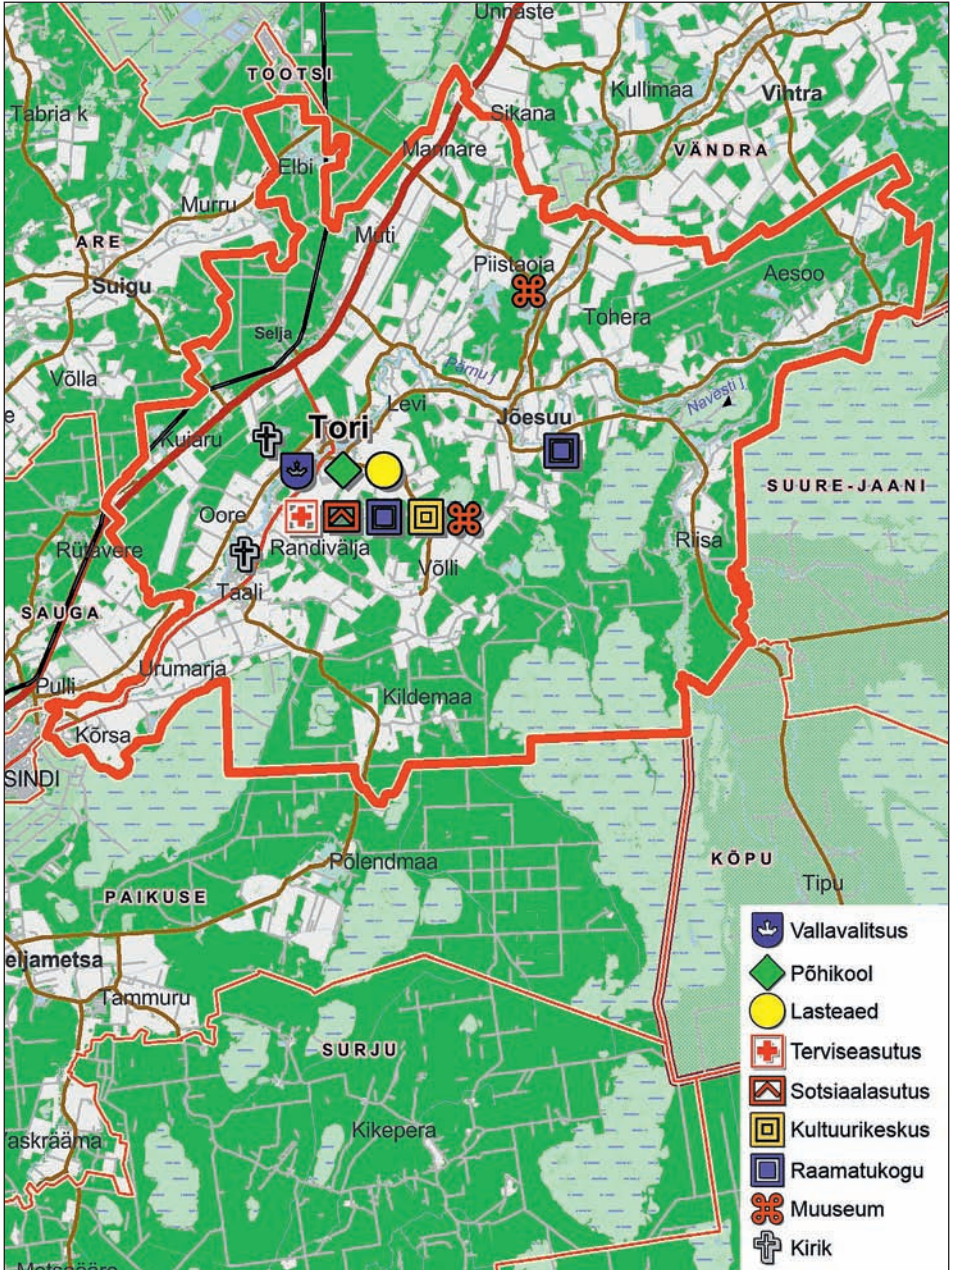 Unnaste
TOOTSI
Tabria k
Kullimaa
Vihtra
Sikana
Mannare
VÄNDRA
Elbi
Murru
ARE
Muti
Suigu
Piistaoja
Aesoo
Tohera
Selja
Võlla
Pärnu j
Navesti j
Levi
Jõesuu
Tori
Kuiaru
SUURE-JAANI
Oore
Randivälja
Riisa
Rütavere
Võlli
Taali
SAUGA
Urumarja
Pulli
Kildemaa
Kõrsa
SINDI
Põlendmaa
KÕPU
Tipu
PAIKUSE
eljametsa
Tammuru
SURJU
Kikepera
askrääma
Vallavalitsus
Põhikool
Lasteaed
Terviseasutus
Sotsiaalasutus
Kultuurikeskus
Raamatukogu
Muuseum
Kirik